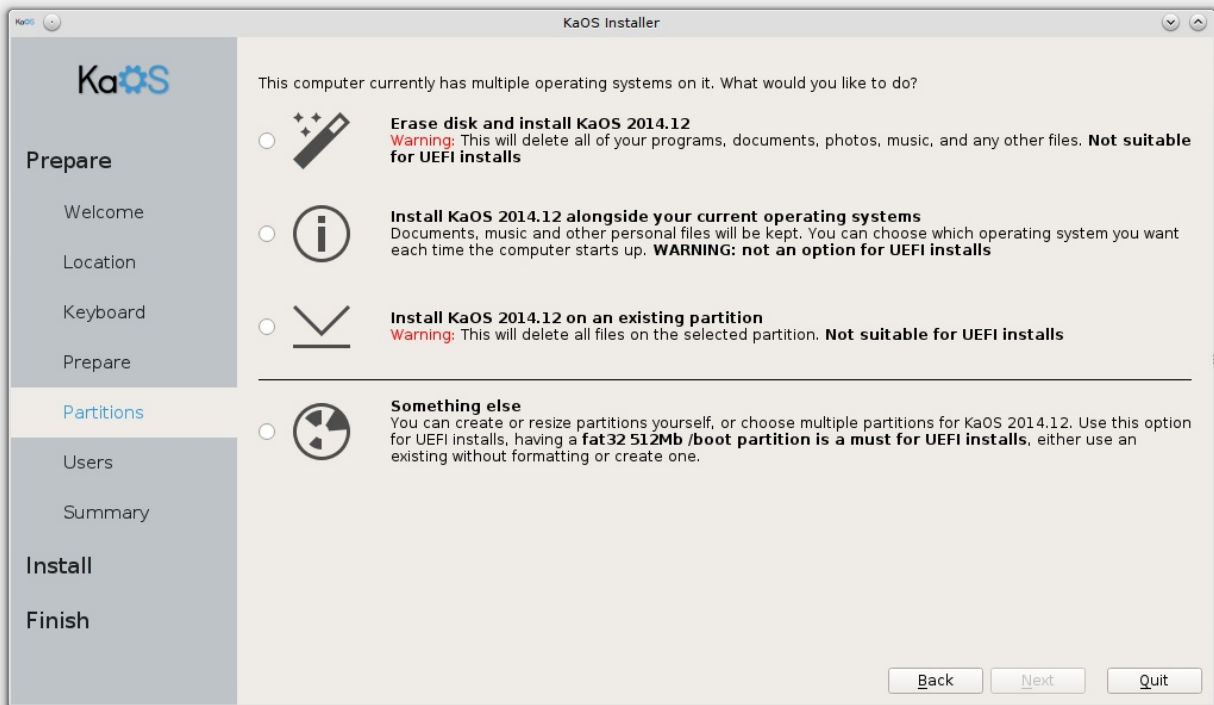 KaOS
KaOS Installer
KaOS
Prepare
Welcome
Location
Keyboard
Prepare
Partitions
Users
Summary
Install
Finish
This computer currently has multiple operating systems on it. What would you like to do?
Erase disk and install KaOS 2014.12
Warning: This will delete all of your programs, documents, photos, music, and any other files. Not suitable
for UEFI installs
Install KaOS 2014.12 alongside your current operating systems
Documents, music and other personal files will be kept. You can choose which operating system you want
each time the computer starts up. WARNING: not an option for UEFI installs
Install KaOS 2014.12 on an existing partition
Warning: This will delete all files on the selected partition. Not suitable for UEFI installs
Something else
You can create or resize partitions yourself, or choose multiple partitions for KaOS 2014.12. Use this option
for UEFI installs, having a fat32 512Mb /boot partition is a must for UEFI installs, either use an
existing without formatting or create one.
Back
Next
Quit